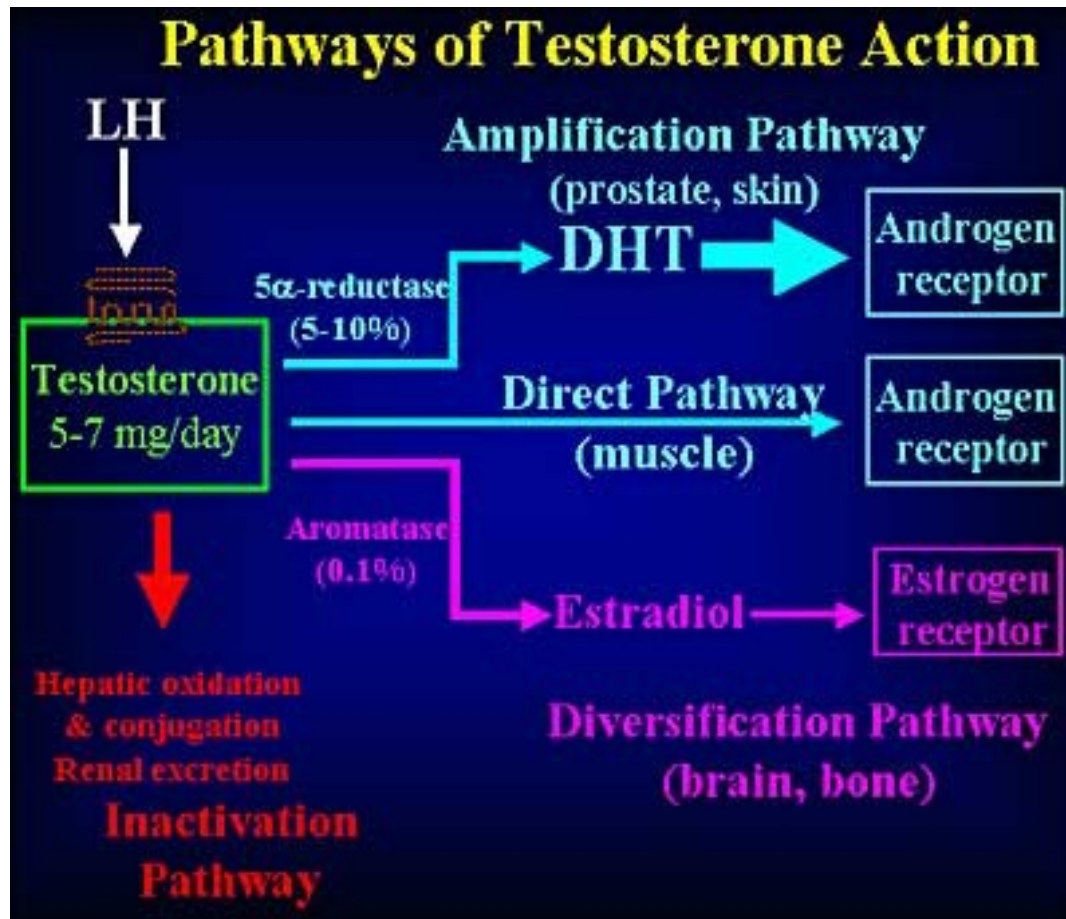 Pathways of Testosterone Action
LH
Amplification Pathway
(prostate, skin)
DHT
Androgen
receptor
5α-reductase
(5-10%)
Testosterone
5-7 mg/day
Direct Pathway
(muscle)
Androgen
receptor
Aromatase
(0.1%)
Estradiol
Estrogen
receptor
Hepatic oxidation
& conjugation
Renal excretion
Inactivation
Pathway
Diversification Pathway
(brain, bone)